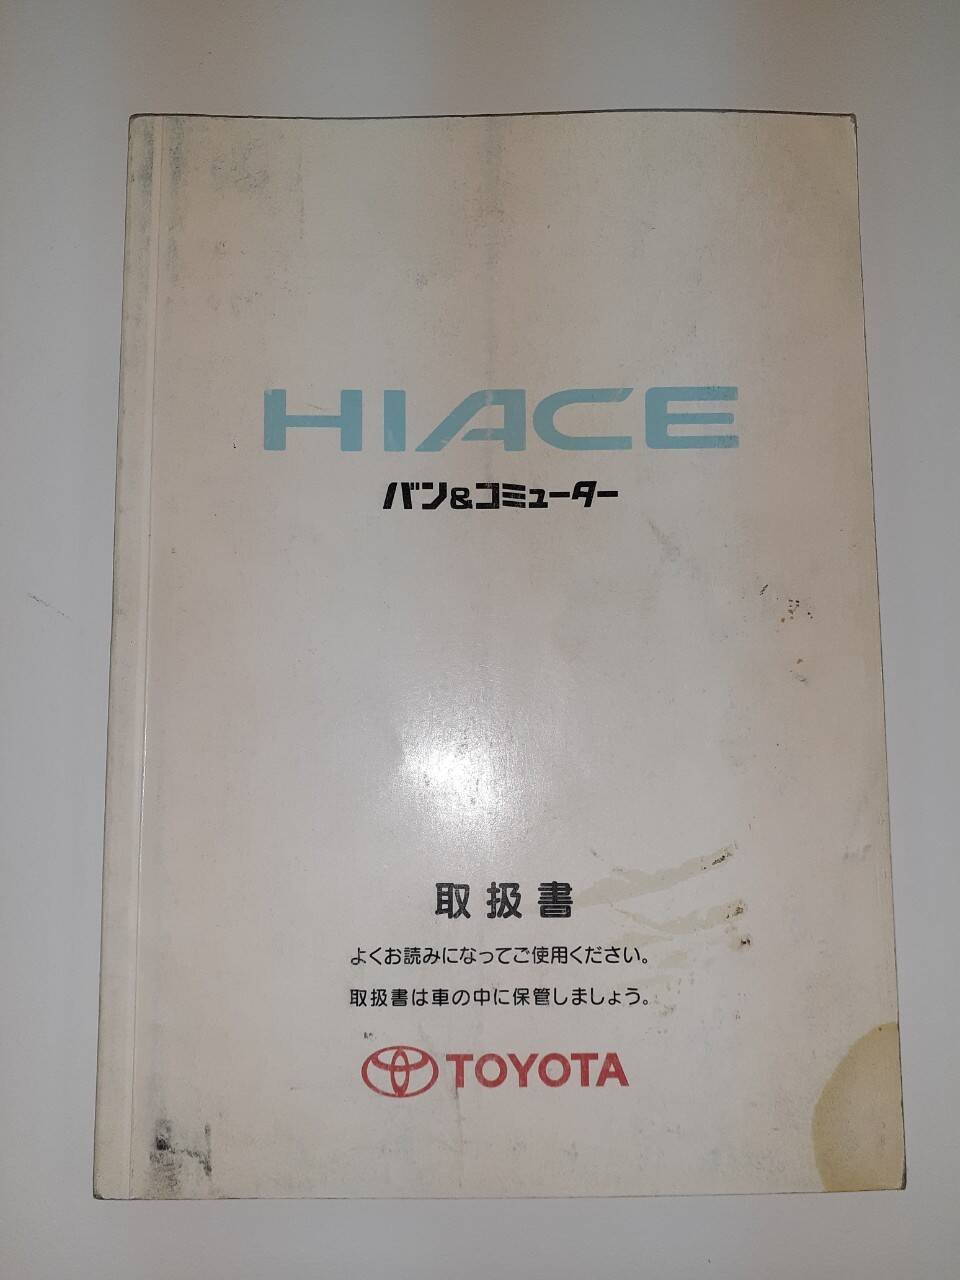 HIACE
バン&コミューター
取扱書
よくお読みになってご使用ください。
取扱書は車の中に保管しましょう。
TOYOTA